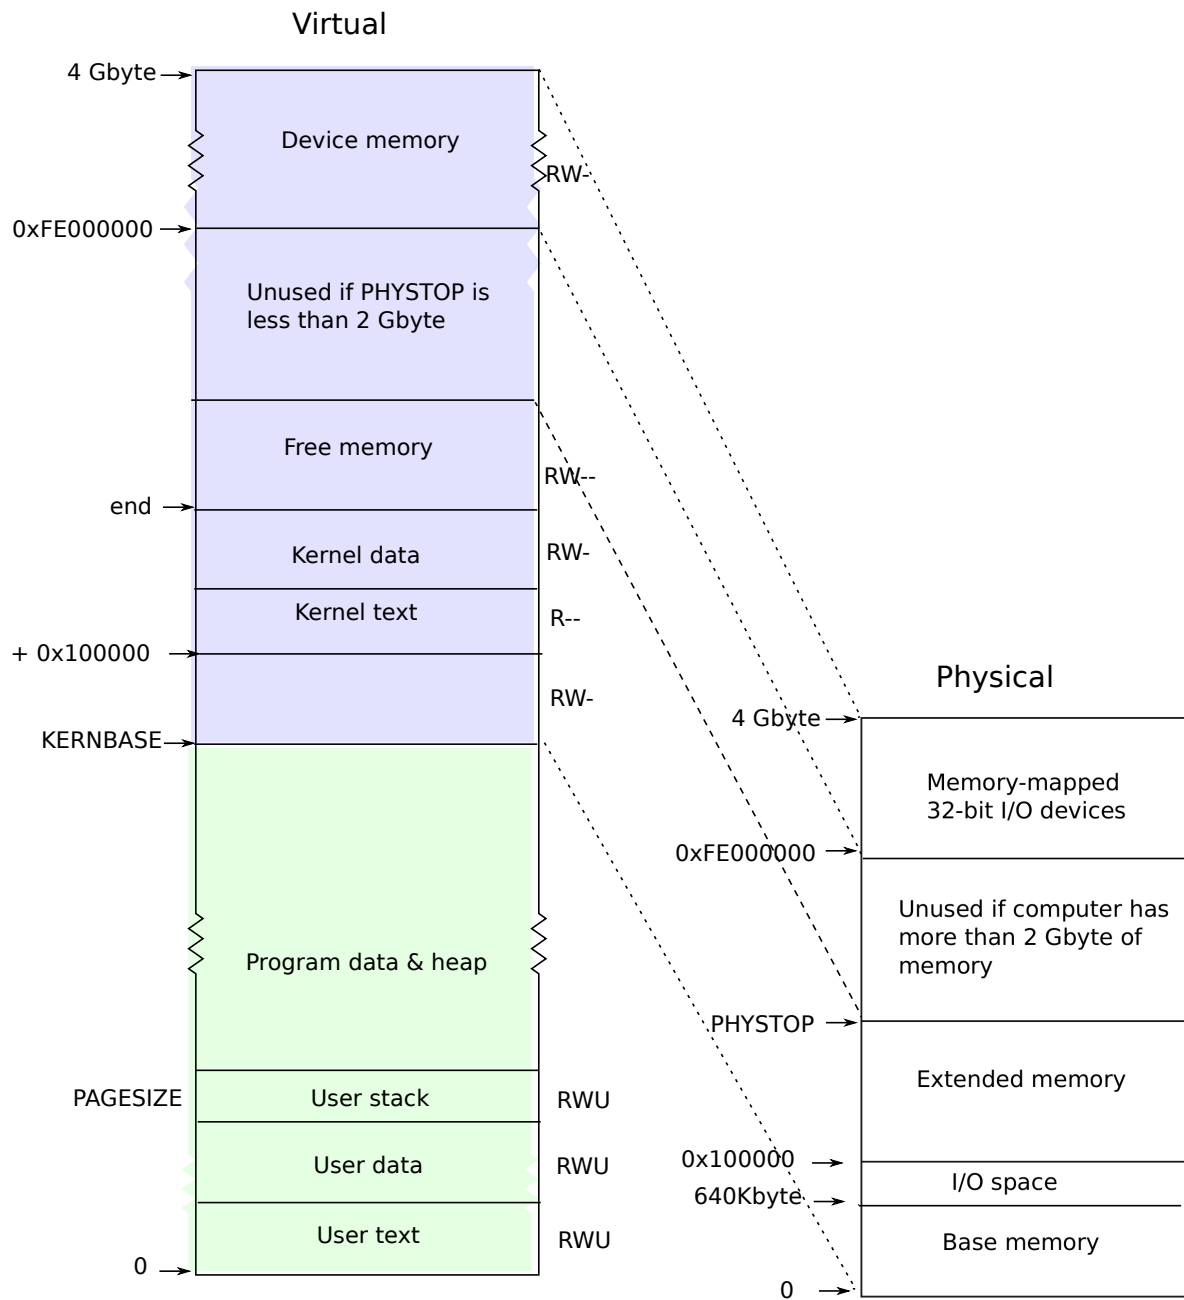 Virtual
4 Gbyte
Device memory
RW-
0xFE000000
Unused if PHYSTOP is
less than 2 Gbyte
Free memory
RW--
end
Kernel data
RW-
Kernel text
R--
+ 0x100000
RW-
KERNBASE
Program data & heap
PAGESIZE
User stack
RWU
User data
RWU
User text
RWU
0
Physical
4 Gbyte
Memory-mapped
32-bit I/O devices
0xFE000000
Unused if computer has
more than 2 Gbyte of
memory
PHYSTOP
Extended memory
0x100000
I/O space
640Kbyte
Base memory
0